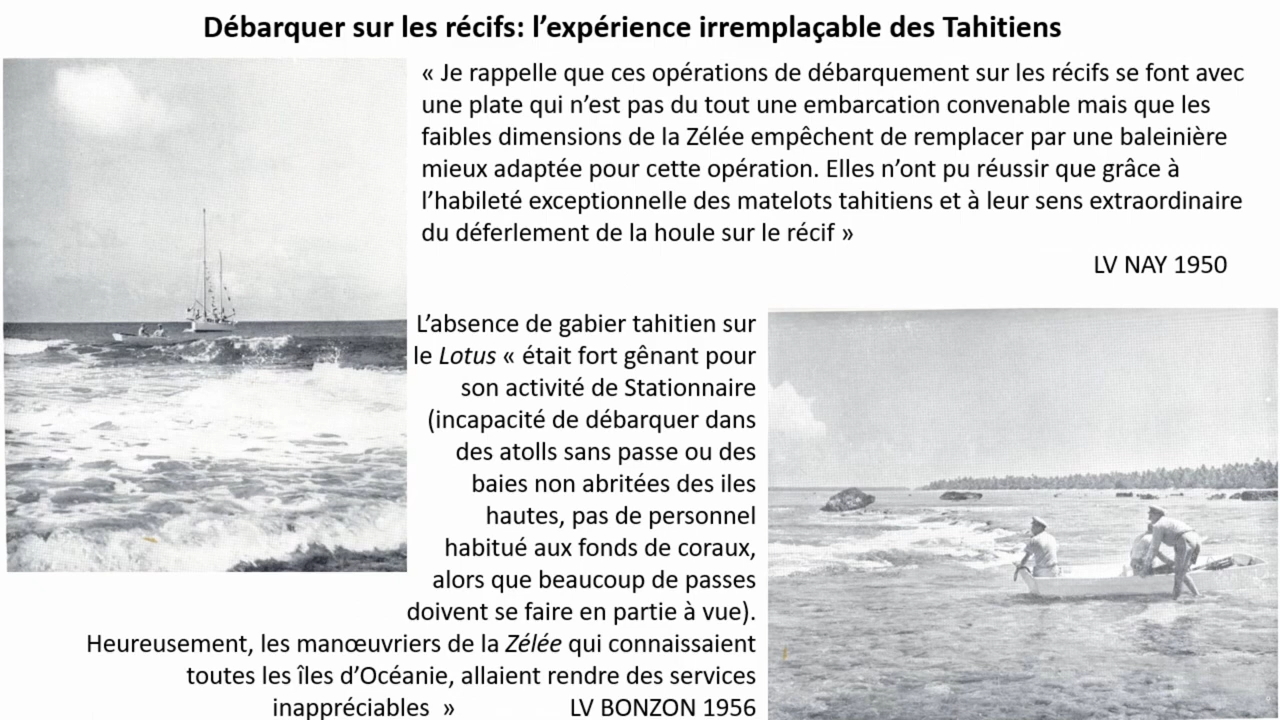 Débarquer sur les récifs: l’expérience irremplaçable des Tahitiens
« Je rappelle que ces opérations de débarquement sur les récifs se font avec
une plate qui n’est pas du tout une embarcation convenable mais que les
faibles dimensions de la Zélée empêchent de remplacer par une baleinière
mieux adaptée pour cette opération. Elles n’ont pu réussir que grâce à
l’habileté exceptionnelle des matelots tahitiens et à leur sens extraordinaire
du déferlement de la houle sur le récif »
LV NAY 1950
L’absence de gabier tahitien sur
le Lotus « était fort gênant pour
son activité de Stationnaire
(incapacité de débarquer dans
des atolls sans passe ou des
baies non abritées des iles
hautes, pas de personnel
habitué aux fonds de coraux,
alors que beaucoup de passes
doivent se faire en partie à vue).
Heureusement, les manœuvriers de la Zélée qui connaissaient
toutes les îles d’Océanie, allaient rendre des services
inappréciables » LV BONZON 1956